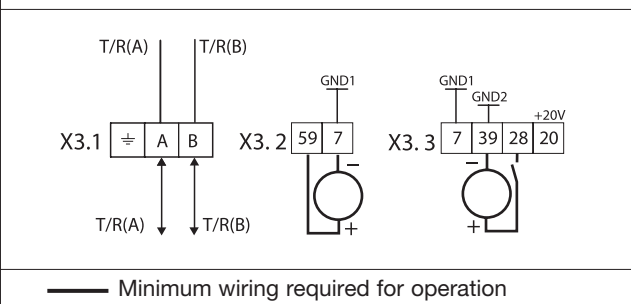 T/R(A) T/R(B)
GND1 GND1
GND2
+20V
X3.1 ⏚ A B X3. 2 59 7 X3. 3 7 39 28 20
− −
+ +
T/R(A) T/R(B)
Minimum wiring required for operation